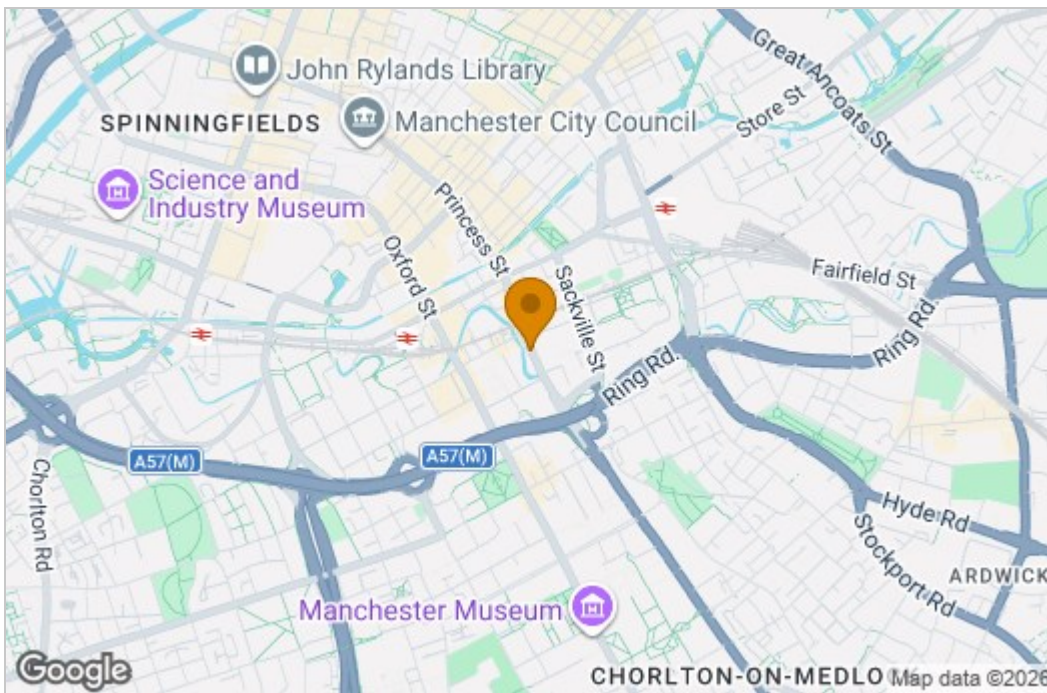 Great Ancoats St
John Rylands Library
Store St
SPINNINGFIELDS
Manchester City Council
Science and
Industry Museum
Princess St
Oxford St
Sackville St
Fairfield St
Ring Rd.
Ring Rd.
A57(M)
A57(M)
Chorlton Rd
Hyde Rd
Stockport Rd
ARDWICK
Manchester Museum
Google
CHORLTON-ON-MEDLO
Map data ©2026